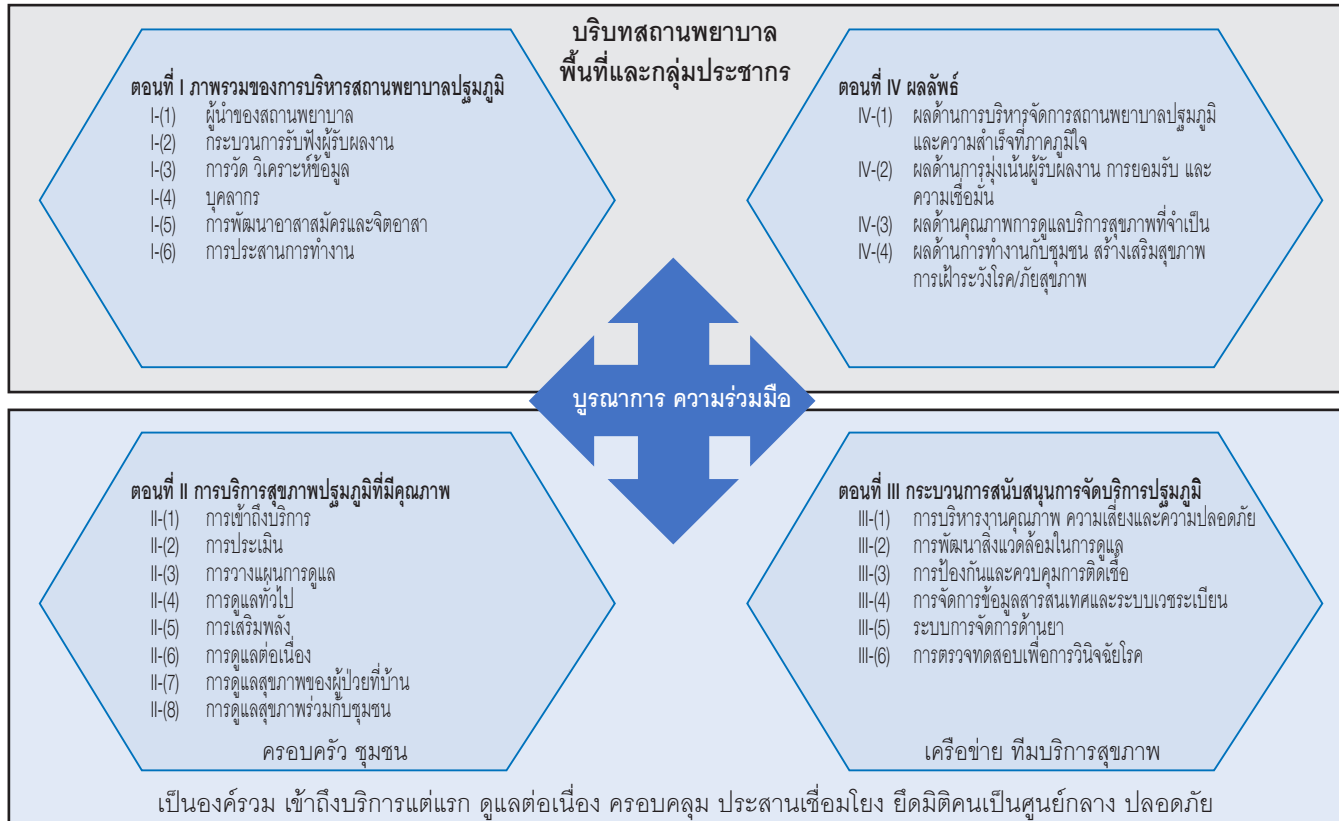 บริบทสถานพยาบาล
พื้นที่และกลุ่มประชากร
ตอนที่ I ภาพรวมของการบริหารสถานพยาบาลปฐมภูมิ
I-(1) ผู้นำของสถานพยาบาล
I-(2) กระบวนการรับฟังผู้รับผลงาน
I-(3) การวัด วิเคราะห์ข้อมูล
I-(4) บุคลากร
I-(5) การพัฒนาอาสาสมัครและจิตอาสา
I-(6) การประสานการทำงาน
ตอนที่ IV ผลลัพธ์
IV-(1) ผลด้านการบริหารจัดการสถานพยาบาลปฐมภูมิ
และความสำเร็จที่ภาคภูมิใจ
IV-(2) ผลด้านการมุ่งเน้นผู้รับผลงาน การยอมรับ และ
ความเชื่อมั่น
IV-(3) ผลด้านคุณภาพการดูแลบริการสุขภาพที่จำเป็น
IV-(4) ผลด้านการทำงานกับชุมชน สร้างเสริมสุขภาพ
การเฝ้าระวังโรค/ภัยสุขภาพ
บูรณาการ ความร่วมมือ
ตอนที่ II การบริการสุขภาพปฐมภูมิที่มีคุณภาพ
II-(1) การเข้าถึงบริการ
II-(2) การประเมิน
II-(3) การวางแผนการดูแล
II-(4) การดูแลทั่วไป
II-(5) การเสริมพลัง
II-(6) การดูแลต่อเนื่อง
II-(7) การดูแลสุขภาพของผู้ป่วยที่บ้าน
II-(8) การดูแลสุขภาพร่วมกับชุมชน
ครอบครัว ชุมชน
ตอนที่ III กระบวนการสนับสนุนการจัดบริการปฐมภูมิ
III-(1) การบริหารงานคุณภาพ ความเสี่ยงและความปลอดภัย
III-(2) การพัฒนาสิ่งแวดล้อมในการดูแล
III-(3) การป้องกันและควบคุมการติดเชื้อ
III-(4) การจัดการข้อมูลสารสนเทศและระบบเวชระเบียน
III-(5) ระบบการจัดการด้านยา
III-(6) การตรวจทดสอบเพื่อการวินิจฉัยโรค
เครือข่าย ทีมบริการสุขภาพ
เป็นองค์รวม เข้าถึงบริการแต่แรก ดูแลต่อเนื่อง ครอบคลุม ประสานเชื่อมโยง ยึดมิติคนเป็นศูนย์กลาง ปลอดภัย